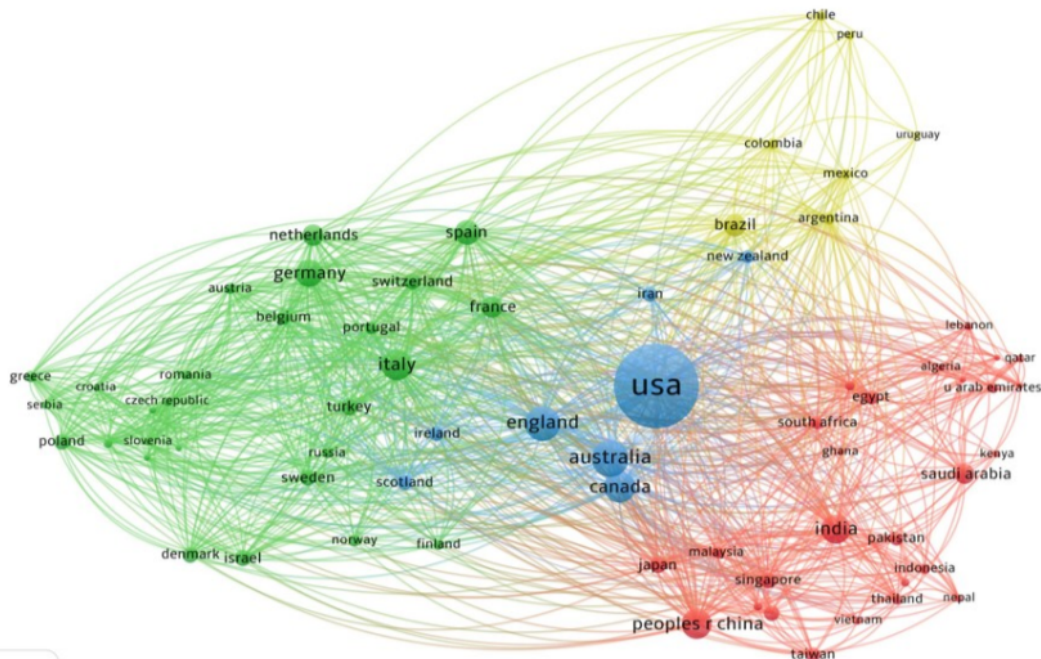 chile
peru
uruguay
colombia
mexico
argentina
brazil
new zealand
netherlands
spain
germany
switzerland
austria
france
iran
belgium
portugal
lebanon
qatar
algeria
italy
greece
croatia
romania
usa
u arab emirates
egypt
serbia
czech republic
turkey
england
south africa
poland
slovenia
ireland
russia
australia
ghana
kenya
sweden
scotland
canada
saudi arabia
india
pakistan
norway
finland
denmark
israel
japan
malaysia
singapore
indonesia
thailand
nepal
vietnam
peoples r china
taiwan